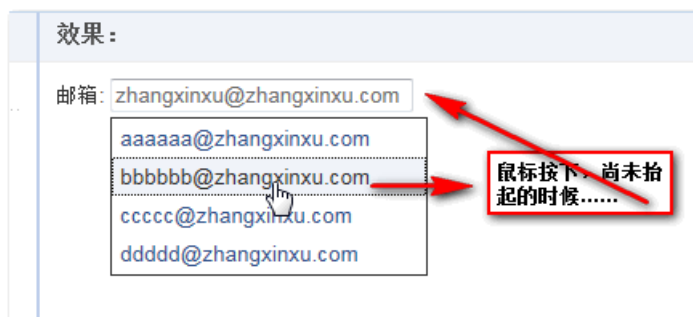 效果：
邮箱: zhangxinxu@zhangxinxu.com
aaaaaa@zhangxinxu.com
bbbbbb@zhangxinxu.com
ccccc@zhangxinxu.com
ddddd@zhangxinxu.com
鼠标按下，尚未抬
起的时候……